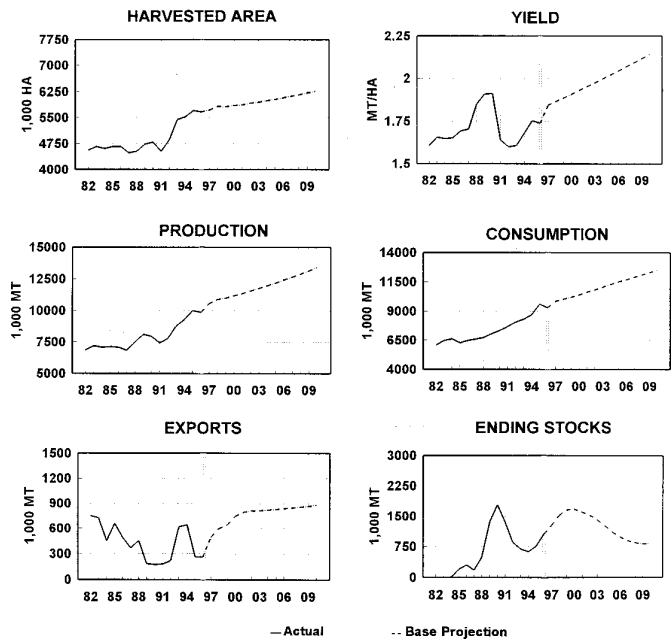 HARVESTED AREA
1,000 HA
7750
6250
5500
4750
4000
82 85 88 91 94 97 00 03 06 09
YIELD
MT/HA
2.25
2
1.75
1.5
82 85 88 91 94 97 00 03 06 09
PRODUCTION
1,000 MT
15000
12500
10000
7500
5000
82 85 88 91 94 97 00 03 06 09
CONSUMPTION
1,000 MT
14000
11500
9000
6500
4000
82 85 88 91 94 97 00 03 06 09
EXPORTS
1,000 MT
1500
1200
900
600
300
0
82 85 88 91 94 97 00 03 06 09
ENDING STOCKS
1,000 MT
3000
2250
1500
750
0
82 85 88 91 94 97 00 03 06 09
Actual
Base Projection